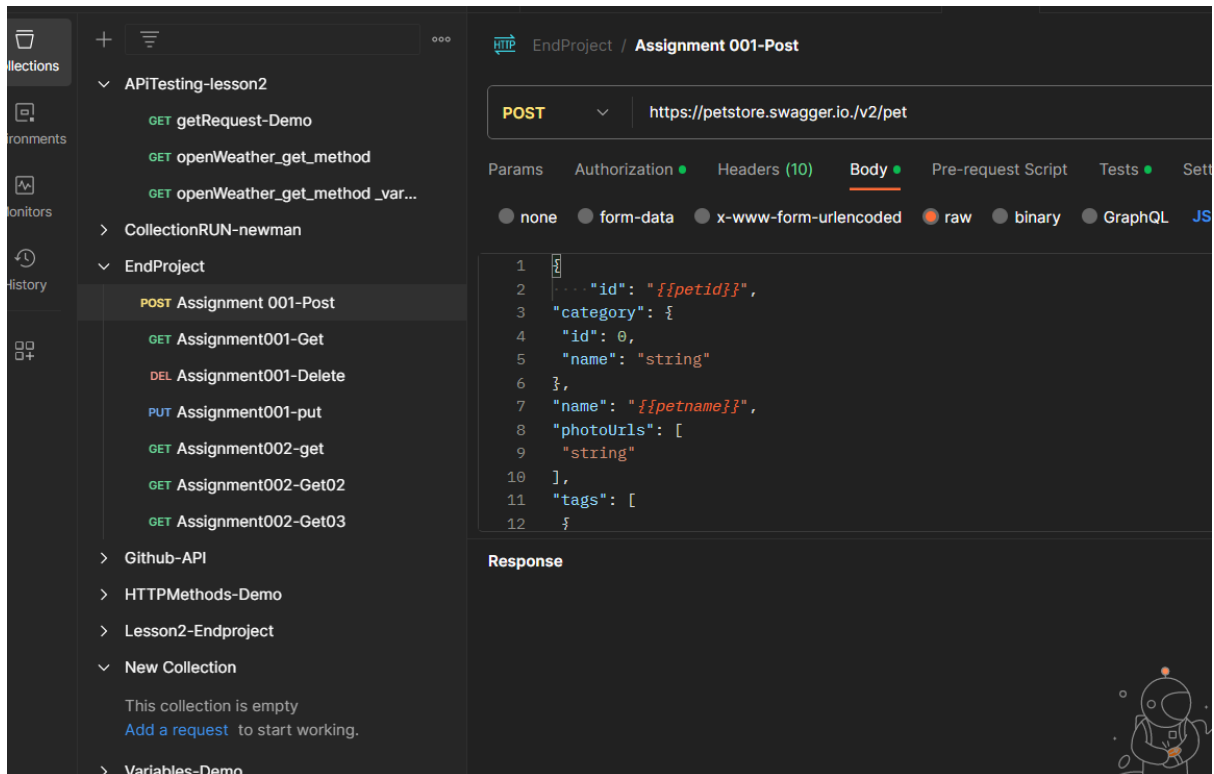 Collections
Environments
Monitors
History
APiTesting-lesson2
GET getRequest-Demo
GET openWeather_get_method
GET openWeather_get_method _var...
CollectionRUN-newman
EndProject
POST Assignment 001-Post
GET Assignment001-Get
DEL Assignment001-Delete
PUT Assignment001-put
GET Assignment002-get
GET Assignment002-Get02
GET Assignment002-Get03
Github-API
HTTPMethods-Demo
Lesson2-Endproject
New Collection
This collection is empty
Add a request to start working.
Variables-Demo
HTTP EndProject / Assignment 001-Post
POST https://petstore.swagger.io./v2/pet
Params Authorization Headers (10) Body Pre-request Script Tests Sett
none form-data x-www-form-urlencoded raw binary GraphQL JS
1 {
2 ····"id": "{{petid}}",
3 "category": {
4 "id": 0,
5 "name": "string"
6 },
7 "name": "{{petname}}",
8 "photoUrls": [
9 "string"
10 ],
11 "tags": [
12 {
Response